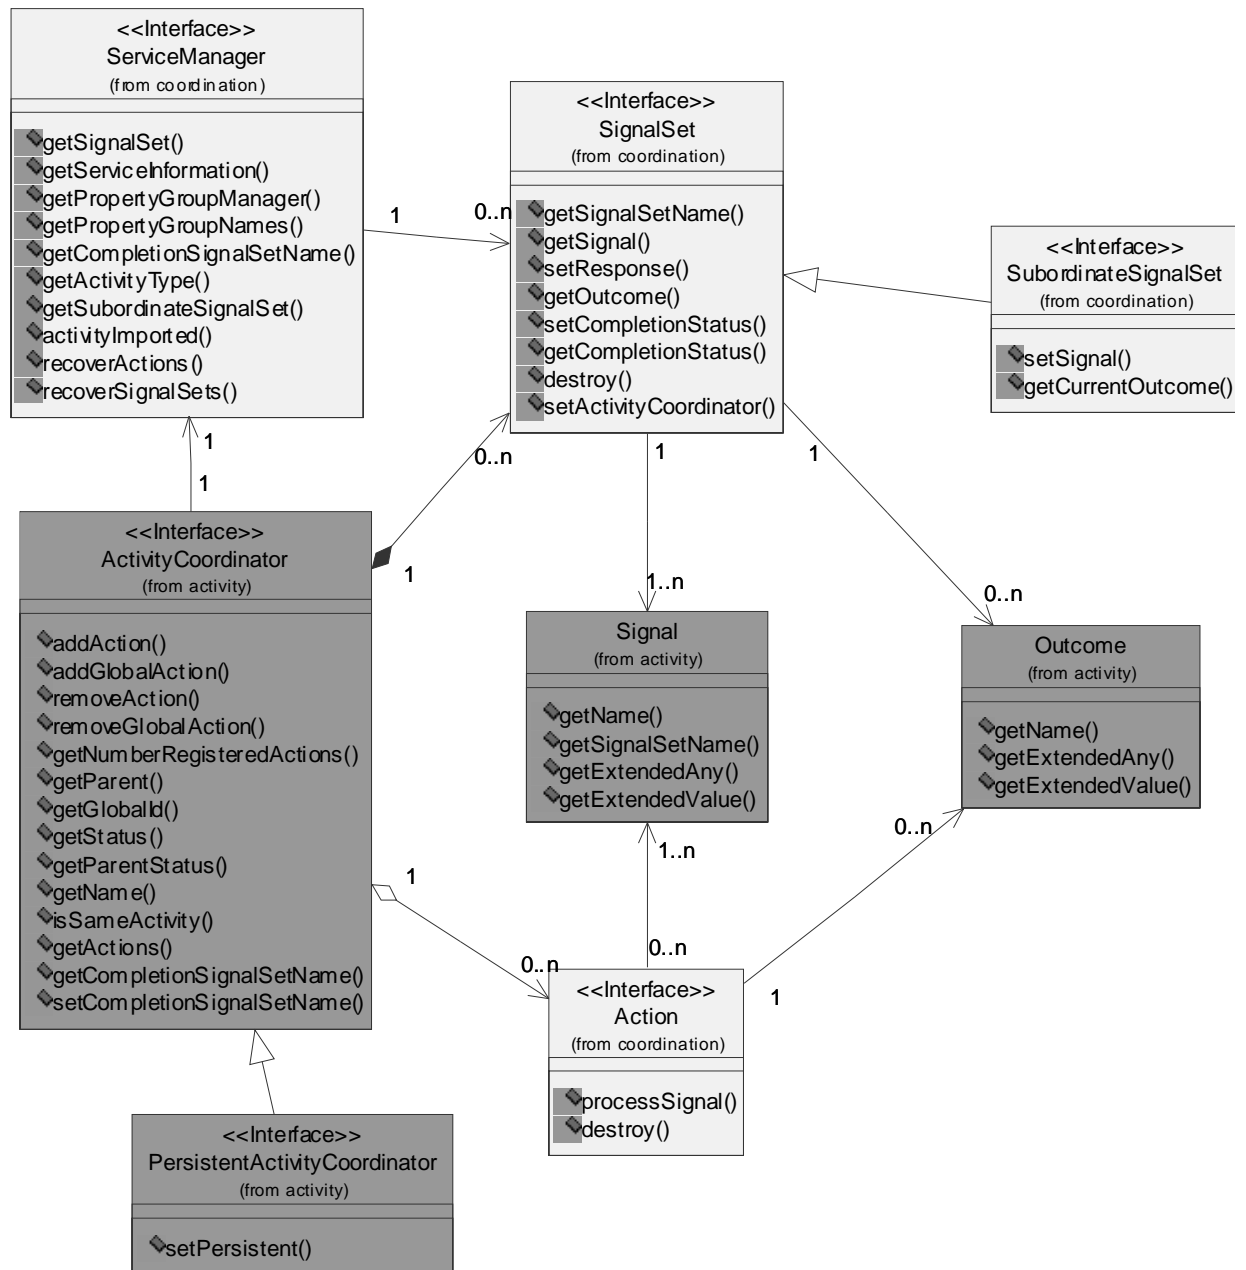 <<Interface>>
ServiceManager
(from coordination)
getSignalSet()
getServiceInformation()
getPropertyGroupManager()
getPropertyGroupNames()
getCompletionSignalSetName()
getActivityType()
getSubordinateSignalSet()
activityImported()
recoverActions()
recoverSignalSets()
<<Interface>>
SignalSet
(from coordination)
getSignalSetName()
getSignal()
setResponse()
getOutcome()
setCompletionStatus()
getCompletionStatus()
destroy()
setActivityCoordinator()
<<Interface>>
SubordinateSignalSet
(from coordination)
setSignal()
getCurrentOutcome()
1
0..n
1
1
0..n
1
1
1..n
1
0..n
<<Interface>>
ActivityCoordinator
(from activity)
addAction()
addGlobalAction()
removeAction()
removeGlobalAction()
getNumberRegisteredActions()
getParent()
getGlobalId()
getStatus()
getParentStatus()
getName()
isSameActivity()
getActions()
getCompletionSignalSetName()
setCompletionSignalSetName()
Signal
(from activity)
getName()
getSignalSetName()
getExtendedAny()
getExtendedValue()
Outcome
(from activity)
getName()
getExtendedAny()
getExtendedValue()
1
0..n
1..n
0..n
0..n
1
<<Interface>>
Action
(from coordination)
processSignal()
destroy()
<<Interface>>
PersistentActivityCoordinator
(from activity)
setPersistent()